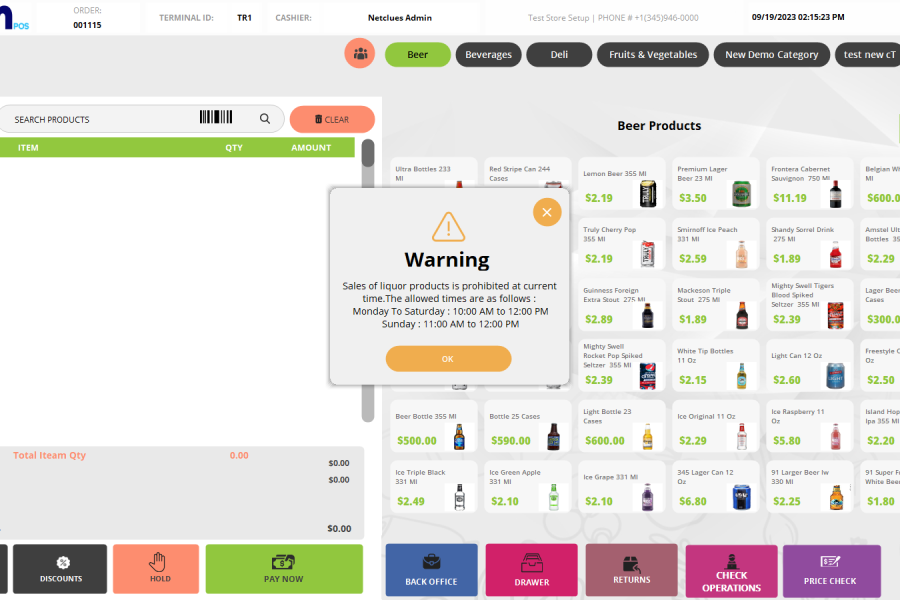 POS
ORDER:
001115
TERMINAL ID:
TR1
CASHIER:
Netclues Admin
Test Store Setup | PHONE # +1(345)946-0000
09/19/2023 02:15:23 PM
Beer
Beverages
Deli
Fruits & Vegetables
New Demo Category
test new cT
SEARCH PRODUCTS
CLEAR
ITEM
QTY
AMOUNT
Beer Products
Ultra Bottles 233
Ml
Red Stripe Can 244
Cases
Lemon Beer 355 Ml
$2.19
Premium Lager
Beer 23 Ml
$3.50
Frontera Cabernet
Sauvignon 750 Ml
$11.19
Belgian Wh
Ml
$600.0
Truly Cherry Pop
355 Ml
$2.19
Smirnoff Ice Peach
331 Ml
$2.59
Shandy Sorrel Drink
275 Ml
$1.89
Amstel Ult
Bottles 35
$2.29
Guinness Foreign
Extra Stout 275 Ml
$2.89
Mackeson Triple
Stout 275 Ml
$1.89
Mighty Swell Tigers
Blood Spiked
Seltzer 355 Ml
$2.39
Lager Beer
Cases
$300.0
Mighty Swell
Rocket Pop Spiked
Seltzer 355 Ml
$2.39
White Tip Bottles
11 Oz
$2.15
Light Can 12 Oz
$2.60
Freestyle C
Oz
$2.50
Warning
Sales of liquor products is prohibited at current
time.The allowed times are as follows :
Monday To Saturday : 10:00 AM to 12:00 PM
Sunday : 11:00 AM to 12:00 PM
OK
Beer Bottle 355 Ml
$500.00
Bottle 25 Cases
$590.00
Light Bottle 23
Cases
$600.00
Ice Original 11 Oz
$2.29
Ice Raspberry 11
Oz
$5.80
Island Hop
Ipa 355 Ml
$2.20
Ice Triple Black
331 Ml
$2.49
Ice Green Apple
331 Ml
$2.10
Ice Grape 331 Ml
$2.10
345 Lager Can 12
Oz
$6.80
91 Larger Beer Iw
330 Ml
$2.25
91 Super Fr
White Beer
$1.80
Total Iteam Qty
0.00
$0.00
$0.00
$0.00
DISCOUNTS
HOLD
PAY NOW
BACK OFFICE
DRAWER
RETURNS
CHECK
OPERATIONS
PRICE CHECK